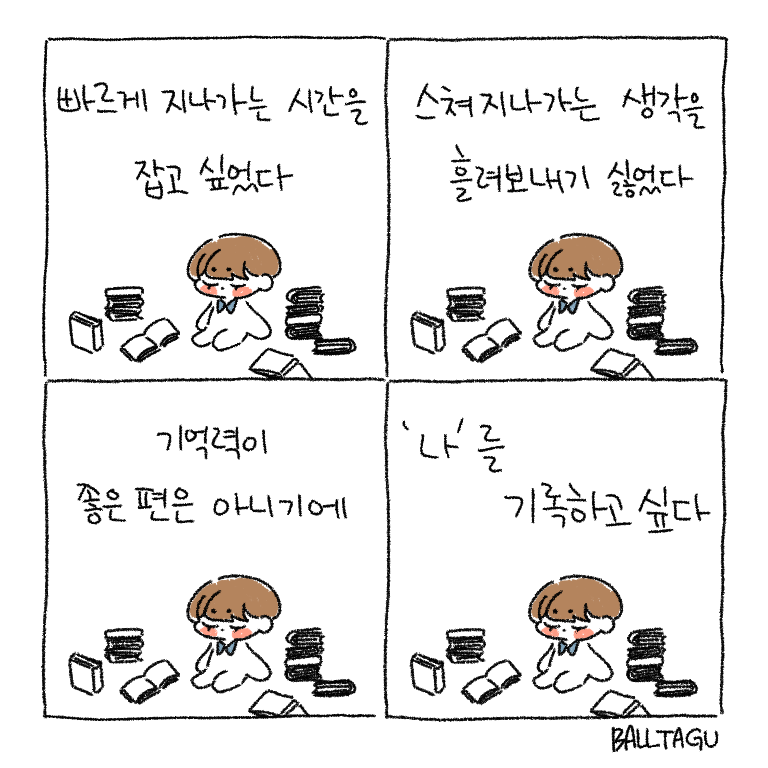 빠르게 지나가는 시간을
잡고 싶었다
스쳐지나가는 생각을
흘려보내기 싫었다
기억력이
좋은 편은 아니기에
'나'를
기록하고 싶다
BALLTAGU